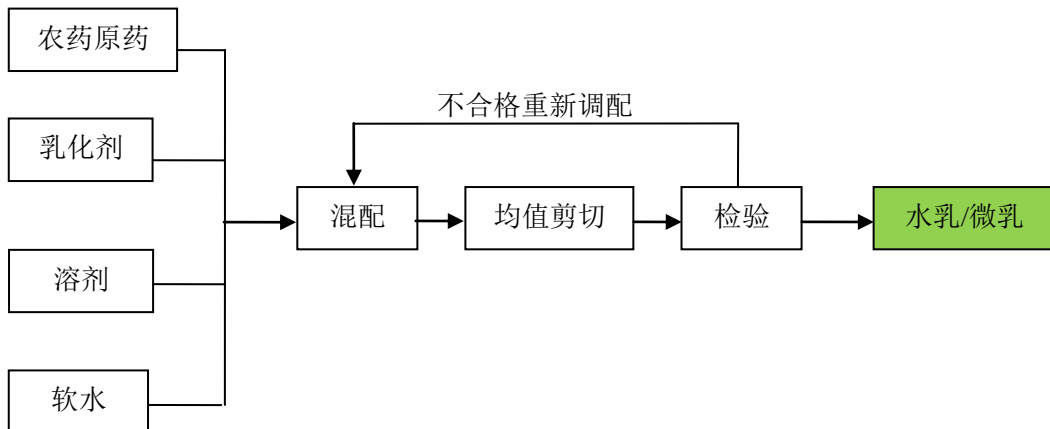 农药原药
乳化剂
溶剂
软水
不合格重新调配
混配
均值剪切
检验
水乳/微乳